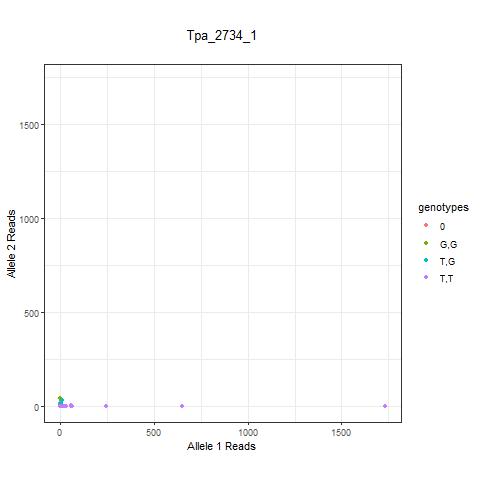 Tpa_2734_1
1500
1000
500
0
Allele 2 Reads
0
500
1000
1500
Allele 1 Reads
genotypes
0
G,G
T,G
T,T